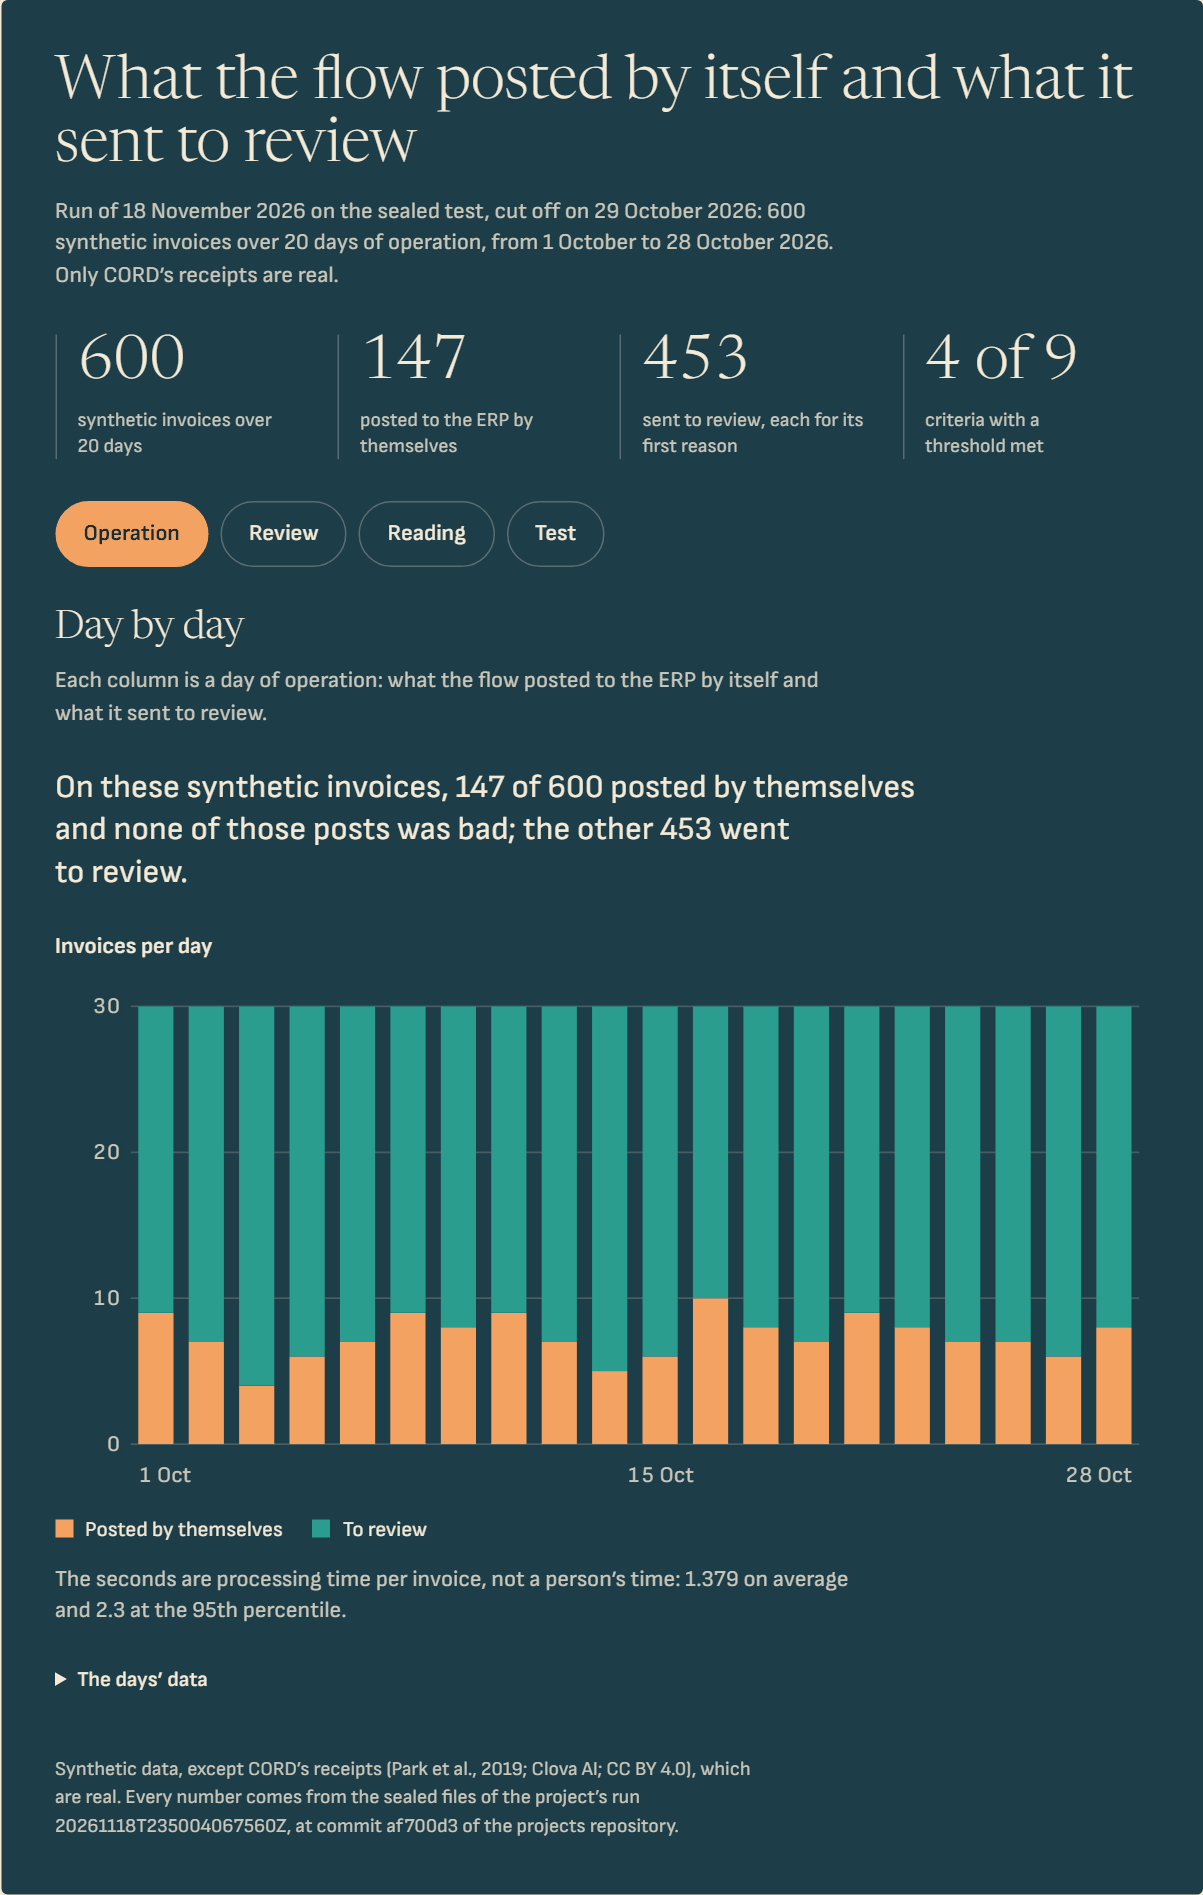 What the flow posted by itself and what it
sent to review
Run of 18 November 2026 on the sealed test, cut off on 29 October 2026: 600
synthetic invoices over 20 days of operation, from 1 October to 28 October 2026.
Only CORD’s receipts are real.
600
synthetic invoices over
20 days
147
posted to the ERP by
themselves
453
sent to review, each for its
first reason
4 of 9
criteria with a
threshold met
Operation
Review
Reading
Test
Day by day
Each column is a day of operation: what the flow posted to the ERP by itself and
what it sent to review.
On these synthetic invoices, 147 of 600 posted by themselves
and none of those posts was bad; the other 453 went
to review.
Invoices per day
30
20
10
0
1 Oct
15 Oct
28 Oct
Posted by themselves
To review
The seconds are processing time per invoice, not a person’s time: 1.379 on average
and 2.3 at the 95th percentile.
The days’ data
Synthetic data, except CORD’s receipts (Park et al., 2019; Clova AI; CC BY 4.0), which
are real. Every number comes from the sealed files of the project’s run
20261118T235004067560Z, at commit af700d3 of the projects repository.